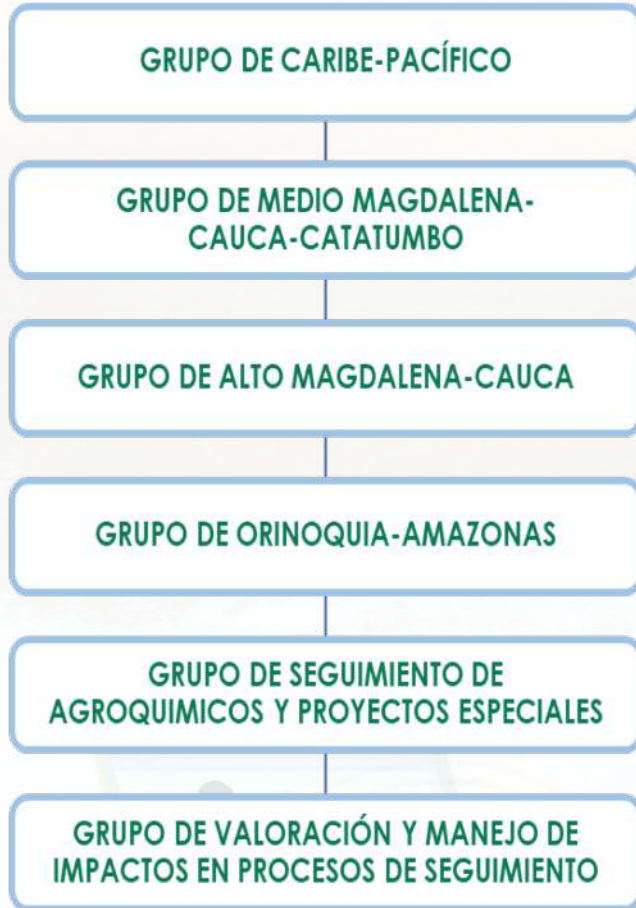 GRUPO DE CARIBE-PACÍFICO
GRUPO DE MEDIO MAGDALENA-
CAUCA-CATATUMBO
GRUPO DE ALTO MAGDALENA-CAUCA
GRUPO DE ORINOQUIA-AMAZONAS
GRUPO DE SEGUIMIENTO DE
AGROQUIMICOS Y PROYECTOS ESPECIALES
GRUPO DE VALORACIÓN Y MANEJO DE
IMPACTOS EN PROCESOS DE SEGUIMIENTO